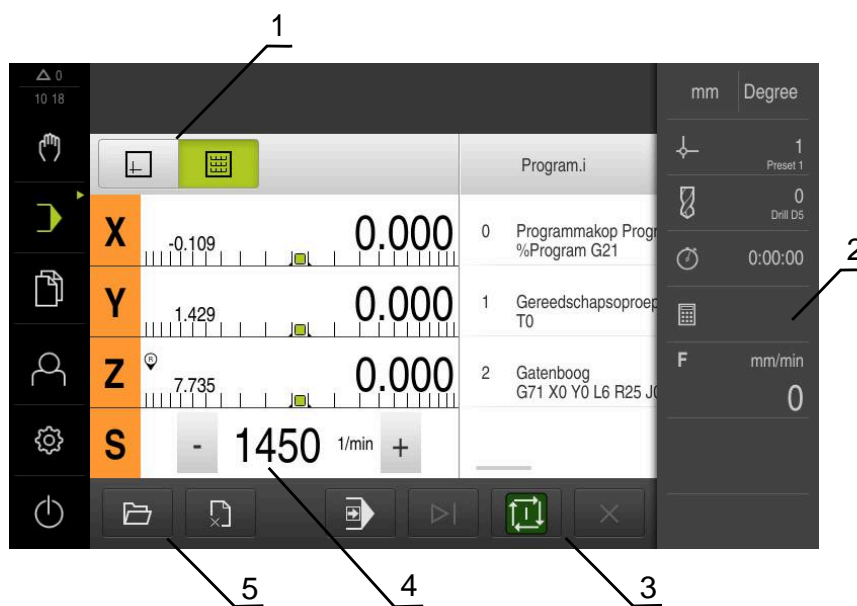 1
0
10 18
mm Degree
1
Preset 1
Program.i
X -0.109 0.000
0 Programmakop Progr
%Program G21
0
Drill D5
0:00:00
2
Y 1.429 0.000
1 Gereedschapsoproep
T0
Z R 7.735 0.000
2 Gatenboog
G71 X0 Y0 L6 R25 J0
F mm/min
0
S - 1450 1/min +
5
4
3